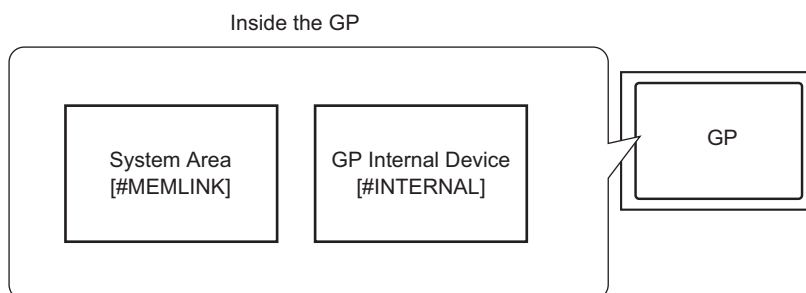 Inside the GP
System Area
[#MEMLINK]
GP Internal Device
[#INTERNAL]
GP